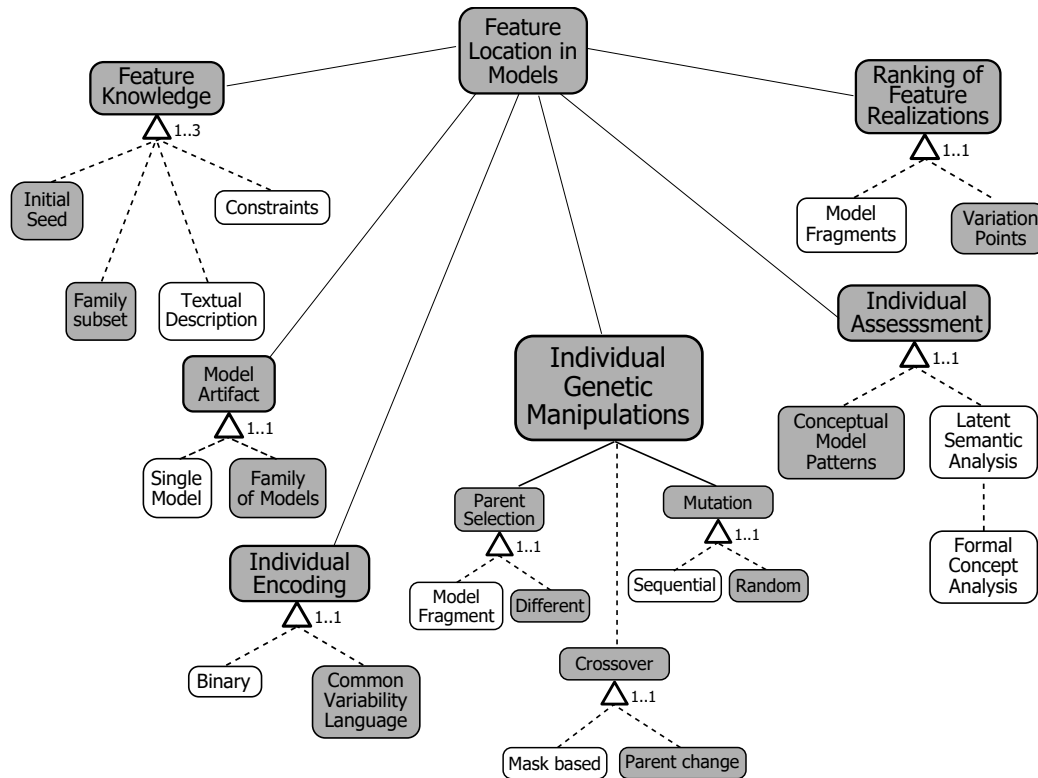 Feature
Location in
Models
Feature
Knowledge
1..3
Initial
Seed
Constraints
Family
subset
Textual
Description
Ranking of
Feature
Realizations
1..1
Model
Fragments
Variation
Points
Model
Artifact
1..1
Single
Model
Family
of Models
Individual
Genetic
Manipulations
Individual
Assesssment
1..1
Conceptual
Model
Patterns
Latent
Semantic
Analysis
Formal
Concept
Analysis
Individual
Encoding
1..1
Binary
Common
Variability
Language
Parent
Selection
1..1
Model
Fragment
Different
Mutation
1..1
Sequential
Random
Crossover
1..1
Mask based
Parent change